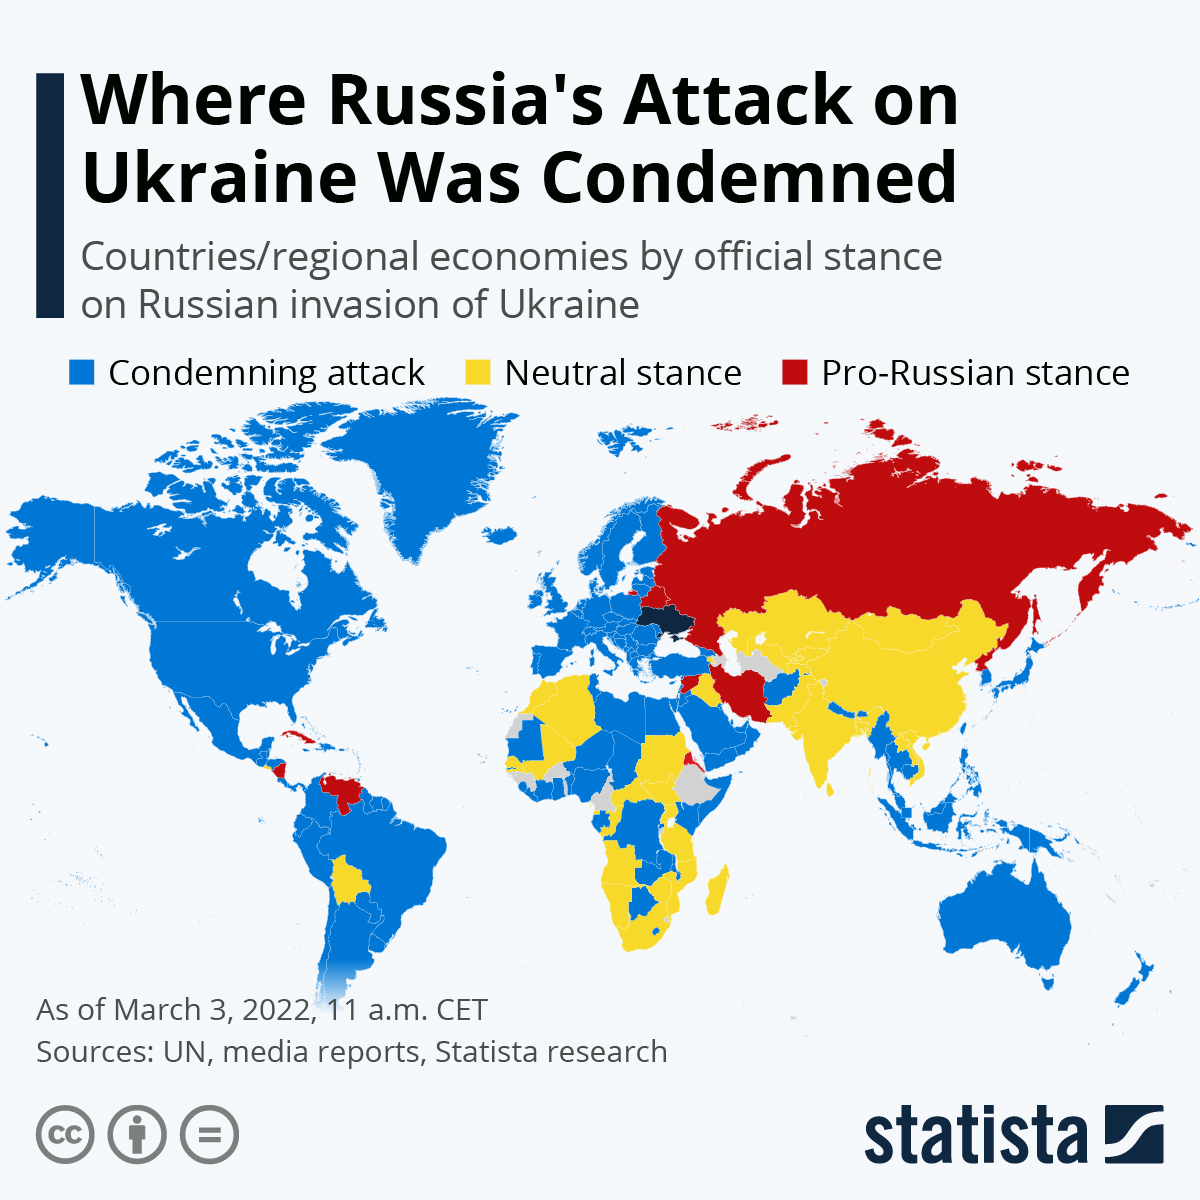 Where Russia's Attack on
Ukraine Was Condemned
Countries/regional economies by official stance
on Russian invasion of Ukraine
Condemning attack Neutral stance Pro-Russian stance
As of March 3, 2022, 11 a.m. CET
Sources: UN, media reports, Statista research
cc =
statista